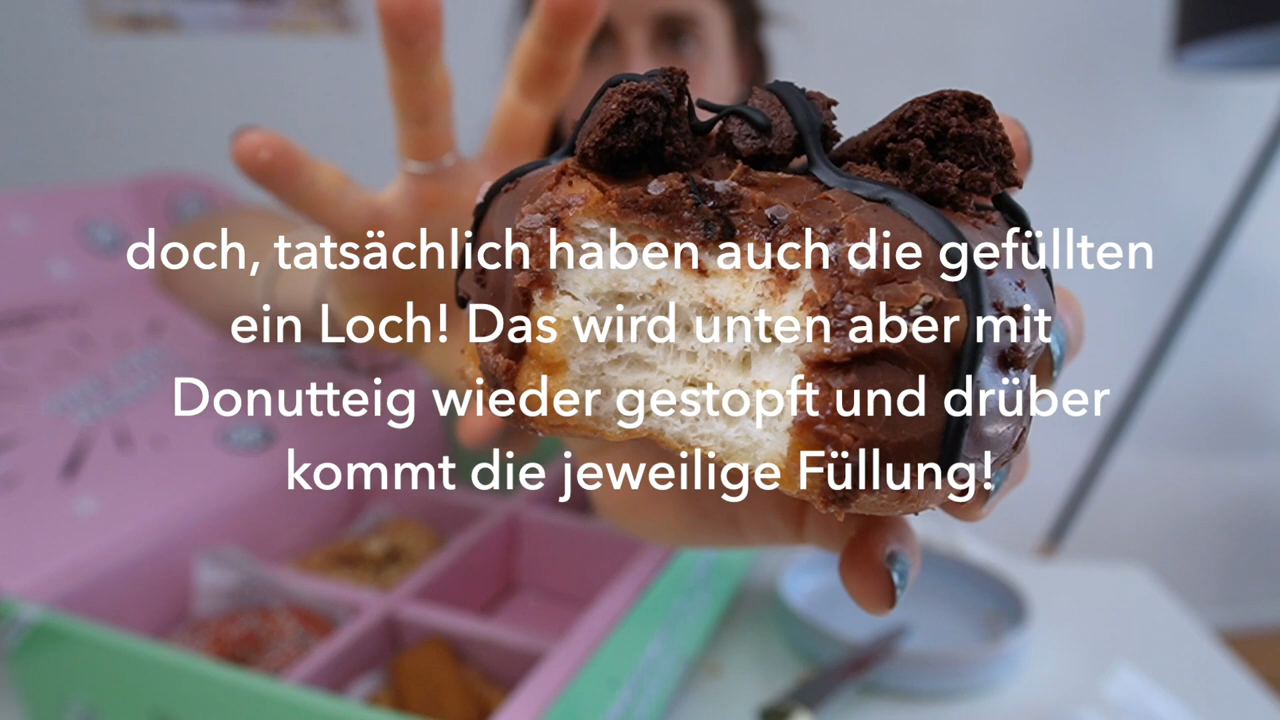 doch, tatsächlich haben auch die gefüllten
ein Loch! Das wird unten aber mit
Donutteig wieder gestopft und drüber
kommt die jeweilige Füllung!